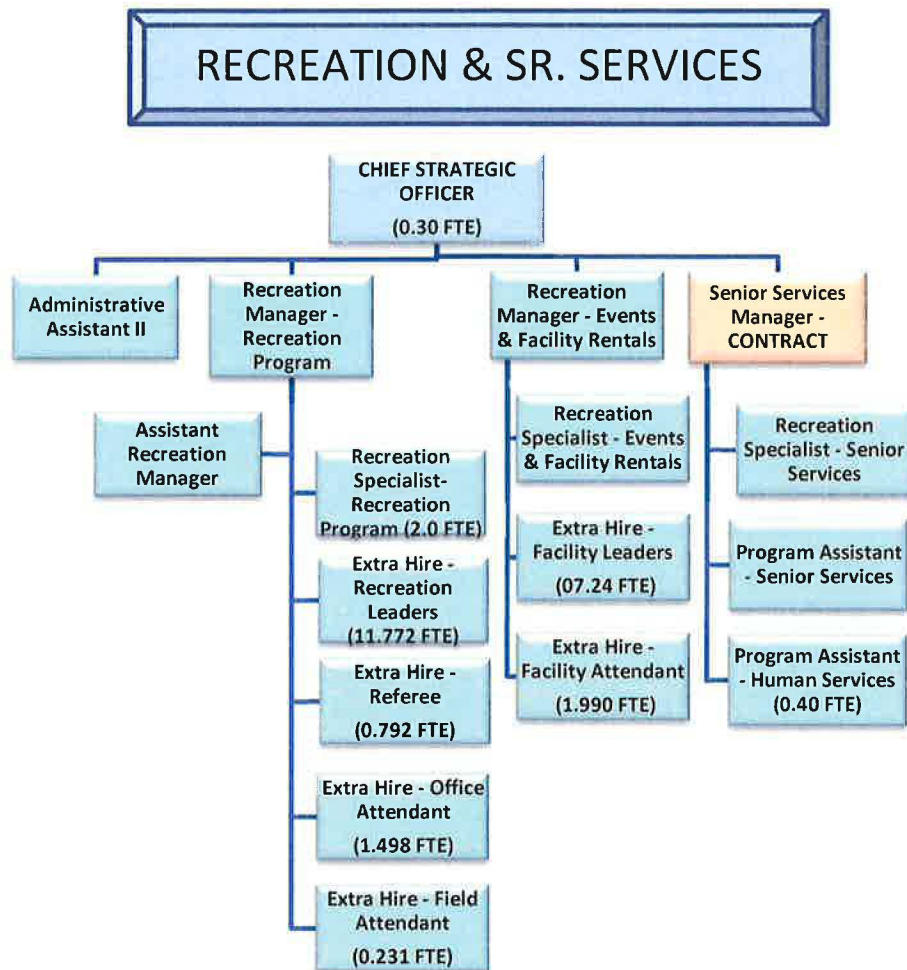 RECREATION & SR. SERVICES
CHIEF STRATEGIC
OFFICER
(0.30 FTE)
Administrative
Assistant II
Recreation
Manager -
Recreation
Program
Recreation
Manager - Events
& Facility Rentals
Senior Services
Manager -
CONTRACT
Assistant
Recreation
Manager
Recreation
Specialist-
Recreation
Program (2.0 FTE)
Extra Hire -
Recreation
Leaders
(11.772 FTE)
Extra Hire -
Referee
(0.792 FTE)
Extra Hire - Office
Attendant
(1.498 FTE)
Extra Hire - Field
Attendant
(0.231 FTE)
Recreation
Specialist - Events
& Facility Rentals
Extra Hire -
Facility Leaders
(07.24 FTE)
Extra Hire -
Facility Attendant
(1.990 FTE)
Recreation
Specialist - Senior
Services
Program Assistant
- Senior Services
Program Assistant
- Human Services
(0.40 FTE)